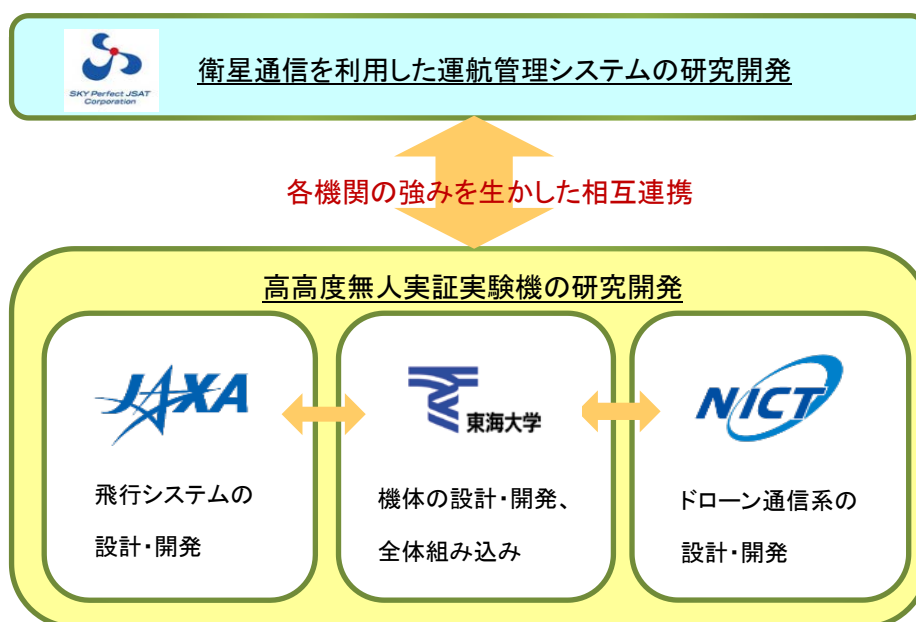 衛星通信を利用した運航管理システムの研究開発
SKY Perfect JSAT
Corporation
各機関の強みを生かした相互連携
高高度無人実証実験機の研究開発
JAXA
東海大学
NICT
飛行システムの
設計・開発
機体の設計・開発、
全体組み込み
ドローン通信系の
設計・開発